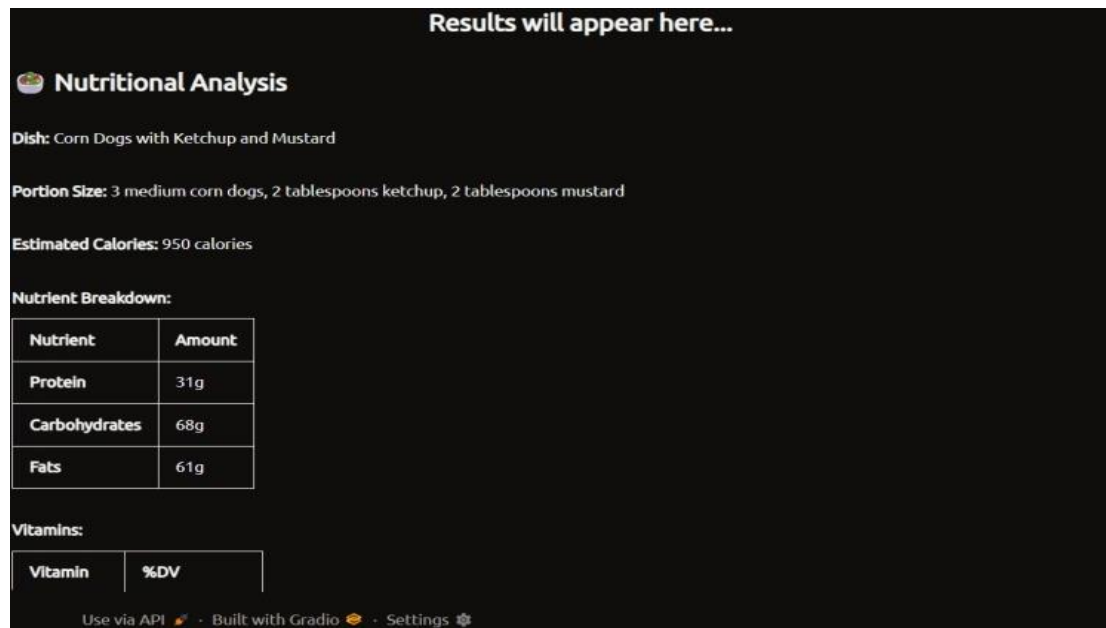 Results will appear here...
Nutritional Analysis
Dish: Corn Dogs with Ketchup and Mustard
Portion Size: 3 medium corn dogs, 2 tablespoons ketchup, 2 tablespoons mustard
Estimated Calories: 950 calories
Nutrient Breakdown:
Nutrient Amount
Protein 31g
Carbohydrates 68g
Fats 61g
Vitamins:
Vitamin %DV
Use via API · Built with Gradio · Settings